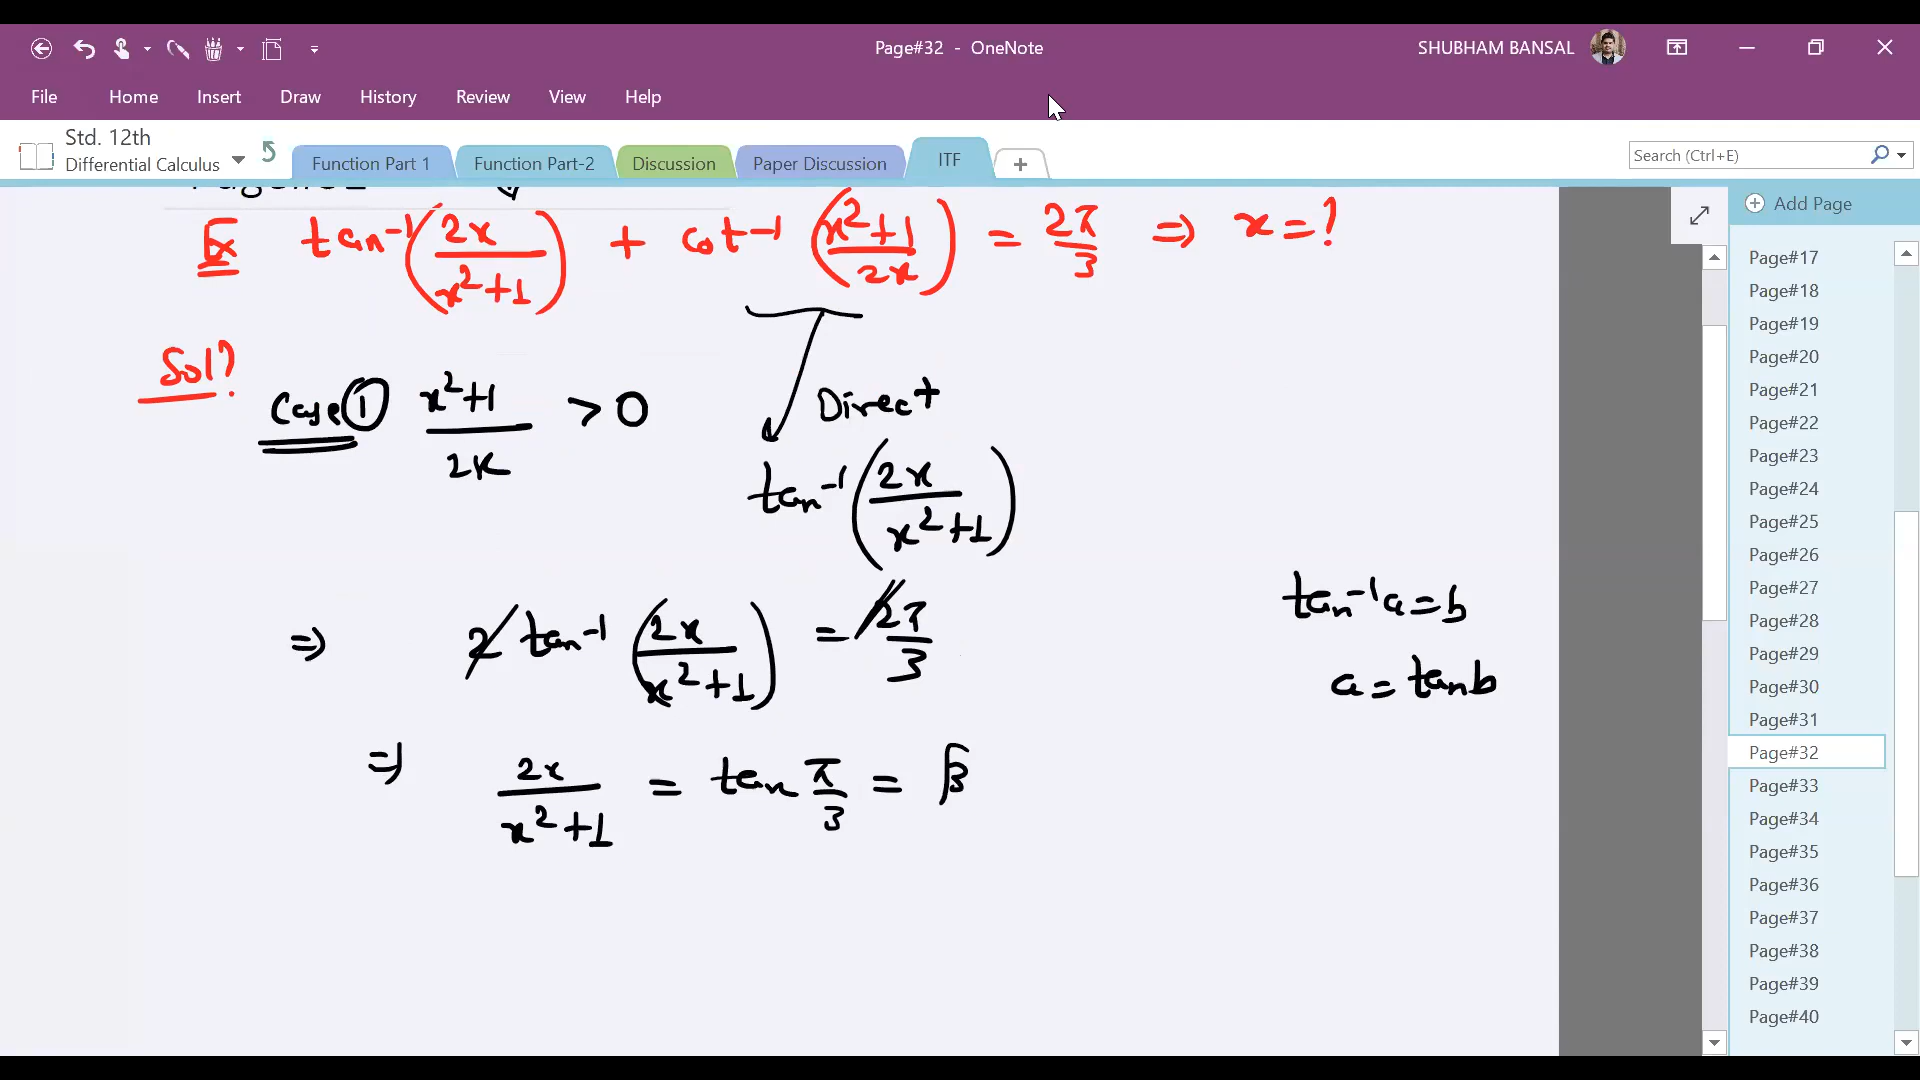 Page#32 - OneNote
SHUBHAM BANSAL
File Home Insert Draw History Review View Help
Std. 12th
Differential Calculus
Function Part 1
Function Part-2
Discussion
Paper Discussion
ITF
Search (Ctrl+E)
Add Page
Ex tan⁻¹(2x/(x²+1)) + cot⁻¹((x²+1)/2x) = 2π/3 ⇒ x=?
Sol?
Case ① (x²+1)/2x > 0
Direct
tan⁻¹(2x/(x²+1))
⇒ 2 tan⁻¹(2x/(x²+1)) = 2π/3
tan⁻¹a=b
a = tan b
⇒ 2x/(x²+1) = tan π/3 = √3
Page#17
Page#18
Page#19
Page#20
Page#21
Page#22
Page#23
Page#24
Page#25
Page#26
Page#27
Page#28
Page#29
Page#30
Page#31
Page#32
Page#33
Page#34
Page#35
Page#36
Page#37
Page#38
Page#39
Page#40